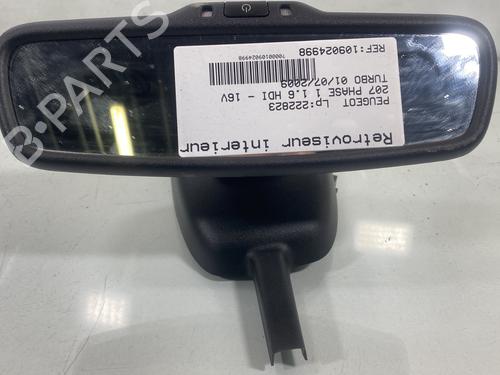 Retroviseur interieur
PEUGEOT Lp:222823
207 PHASE 1 1.6 HDI - 16V
TURBO 01/07/2009
70000109024998
REF:109024998
B-PARTS